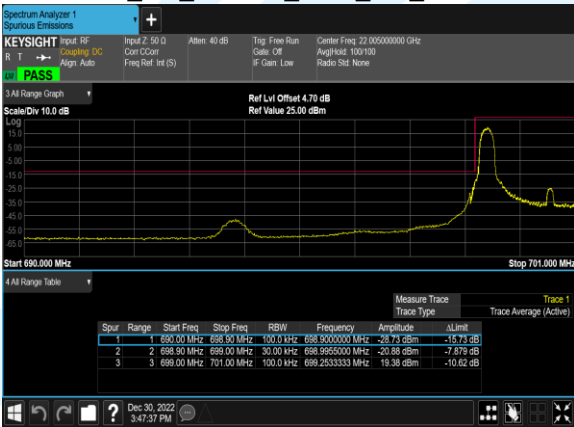 Spectrum Analyzer 1
Spurious Emissions
+
KEYSIGHT
R T
LXI PASS
Input: RF
Coupling: DC
Align: Auto
Input Z: 50 Ω
Corr CCorr
Freq Ref: Int (S)
Atten: 40 dB
Trig: Free Run
Gate: Off
IF Gain: Low
Center Freq: 22.005000000 GHz
Avg|Hold: 100/100
Radio Std: None
3 All Range Graph
Scale/Div 10.0 dB
Ref Lvl Offset 4.70 dB
Ref Value 25.00 dBm
Log
15.0
5.00
-5.00
-15.0
-25.0
-35.0
-45.0
-55.0
-65.0
Start 690.000 MHz
Stop 701.000 MHz
4 All Range Table
Measure Trace Trace 1
Trace Type Trace Average (Active)
Spur Range Start Freq Stop Freq RBW Frequency Amplitude ΔLimit
1 1 690.00 MHz 698.90 MHz 100.0 kHz 698.9000000 MHz -28.73 dBm -15.73 dB
2 2 698.90 MHz 699.00 MHz 30.00 kHz 698.9955000 MHz -20.88 dBm -7.879 dB
3 3 699.00 MHz 701.00 MHz 100.0 kHz 699.2533333 MHz 19.38 dBm -10.62 dB
?
Dec 30, 2022
3:47:37 PM